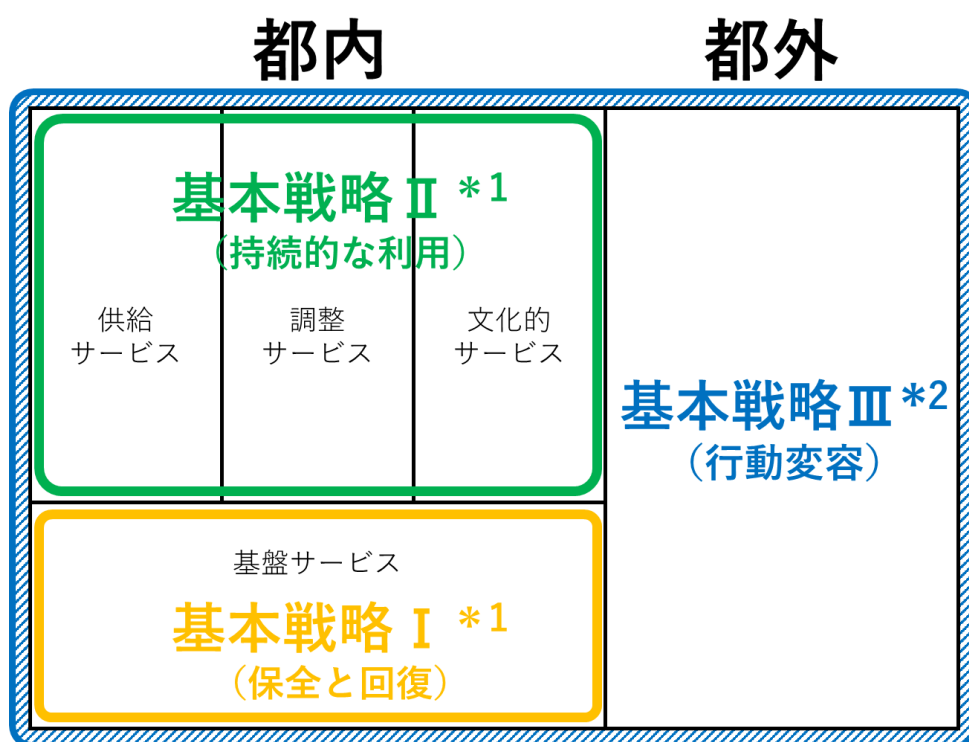 都内
都外
基本戦略Ⅱ *1
（持続的な利用）
供給
サービス
調整
サービス
文化的
サービス
基本戦略Ⅲ *2
（行動変容）
基盤サービス
基本戦略Ⅰ *1
（保全と回復）